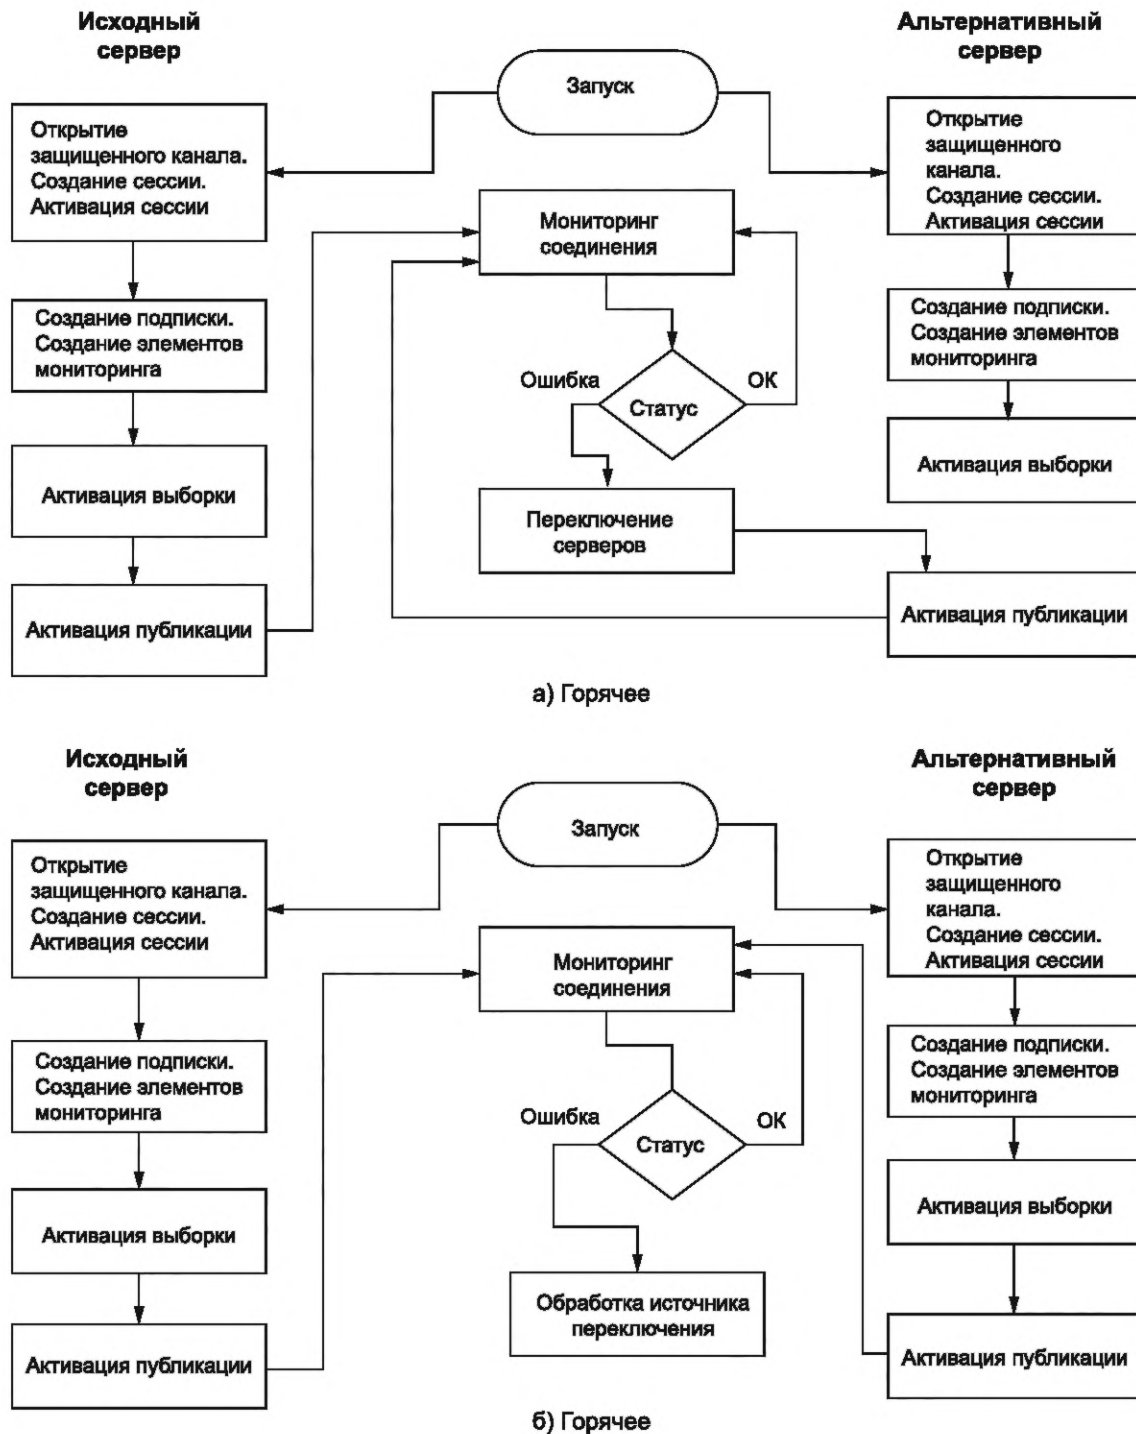 Исходный
сервер
Альтернативный
сервер
Запуск
Открытие
защищенного канала.
Создание сессии.
Активация сессии
Открытие
защищенного
канала.
Создание сессии.
Активация сессии
Мониторинг
соединения
Создание подписки.
Создание элементов
мониторинга
Создание подписки.
Создание элементов
мониторинга
Ошибка
ОК
Статус
Активация выборки
Активация выборки
Переключение
серверов
Активация публикации
Активация публикации
а) Горячее
Исходный
сервер
Альтернативный
сервер
Запуск
Открытие
защищенного канала.
Создание сессии.
Активация сессии
Открытие
защищенного
канала.
Создание сессии.
Активация сессии
Мониторинг
соединения
Создание подписки.
Создание элементов
мониторинга
Создание подписки.
Создание элементов
мониторинга
Ошибка
ОК
Статус
Активация выборки
Активация выборки
Обработка источника
переключения
Активация публикации
Активация публикации
б) Горячее